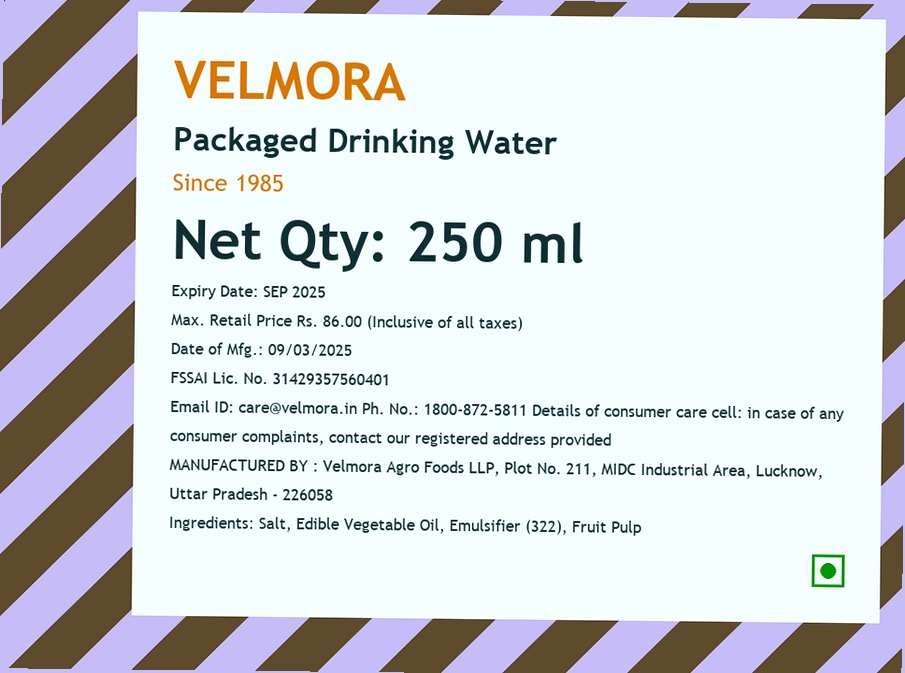 VELMORA
Packaged Drinking Water
Since 1985
Net Qty: 250 ml
Expiry Date: SEP 2025
Max. Retail Price Rs. 86.00 (Inclusive of all taxes)
Date of Mfg.: 09/03/2025
FSSAI Lic. No. 31429357560401
Email ID: care@velmora.in Ph. No.: 1800-872-5811 Details of consumer care cell: in case of any
consumer complaints, contact our registered address provided
MANUFACTURED BY : Velmora Agro Foods LLP, Plot No. 211, MIDC Industrial Area, Lucknow,
Uttar Pradesh - 226058
Ingredients: Salt, Edible Vegetable Oil, Emulsifier (322), Fruit Pulp